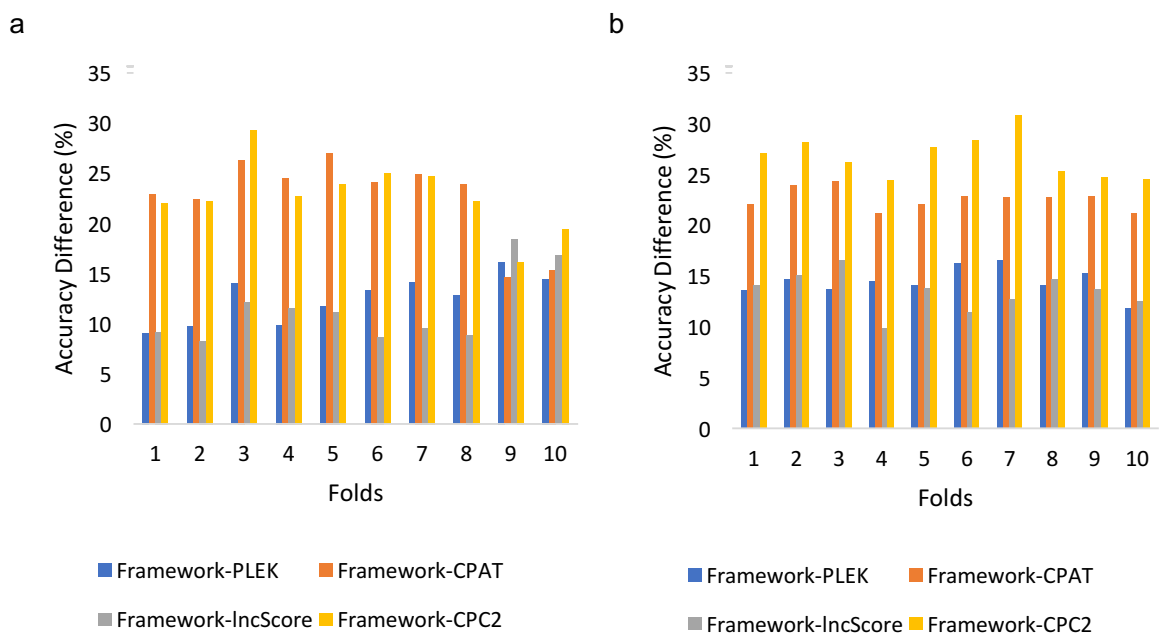 a
35
30
25
20
15
10
5
0
Accuracy Difference (%)
1 2 3 4 5 6 7 8 9 10
Folds
Framework-PLEK Framework-CPAT
Framework-lncScore Framework-CPC2
b
35
30
25
20
15
10
5
0
Accuracy Difference (%)
1 2 3 4 5 6 7 8 9 10
Folds
Framework-PLEK Framework-CPAT
Framework-lncScore Framework-CPC2